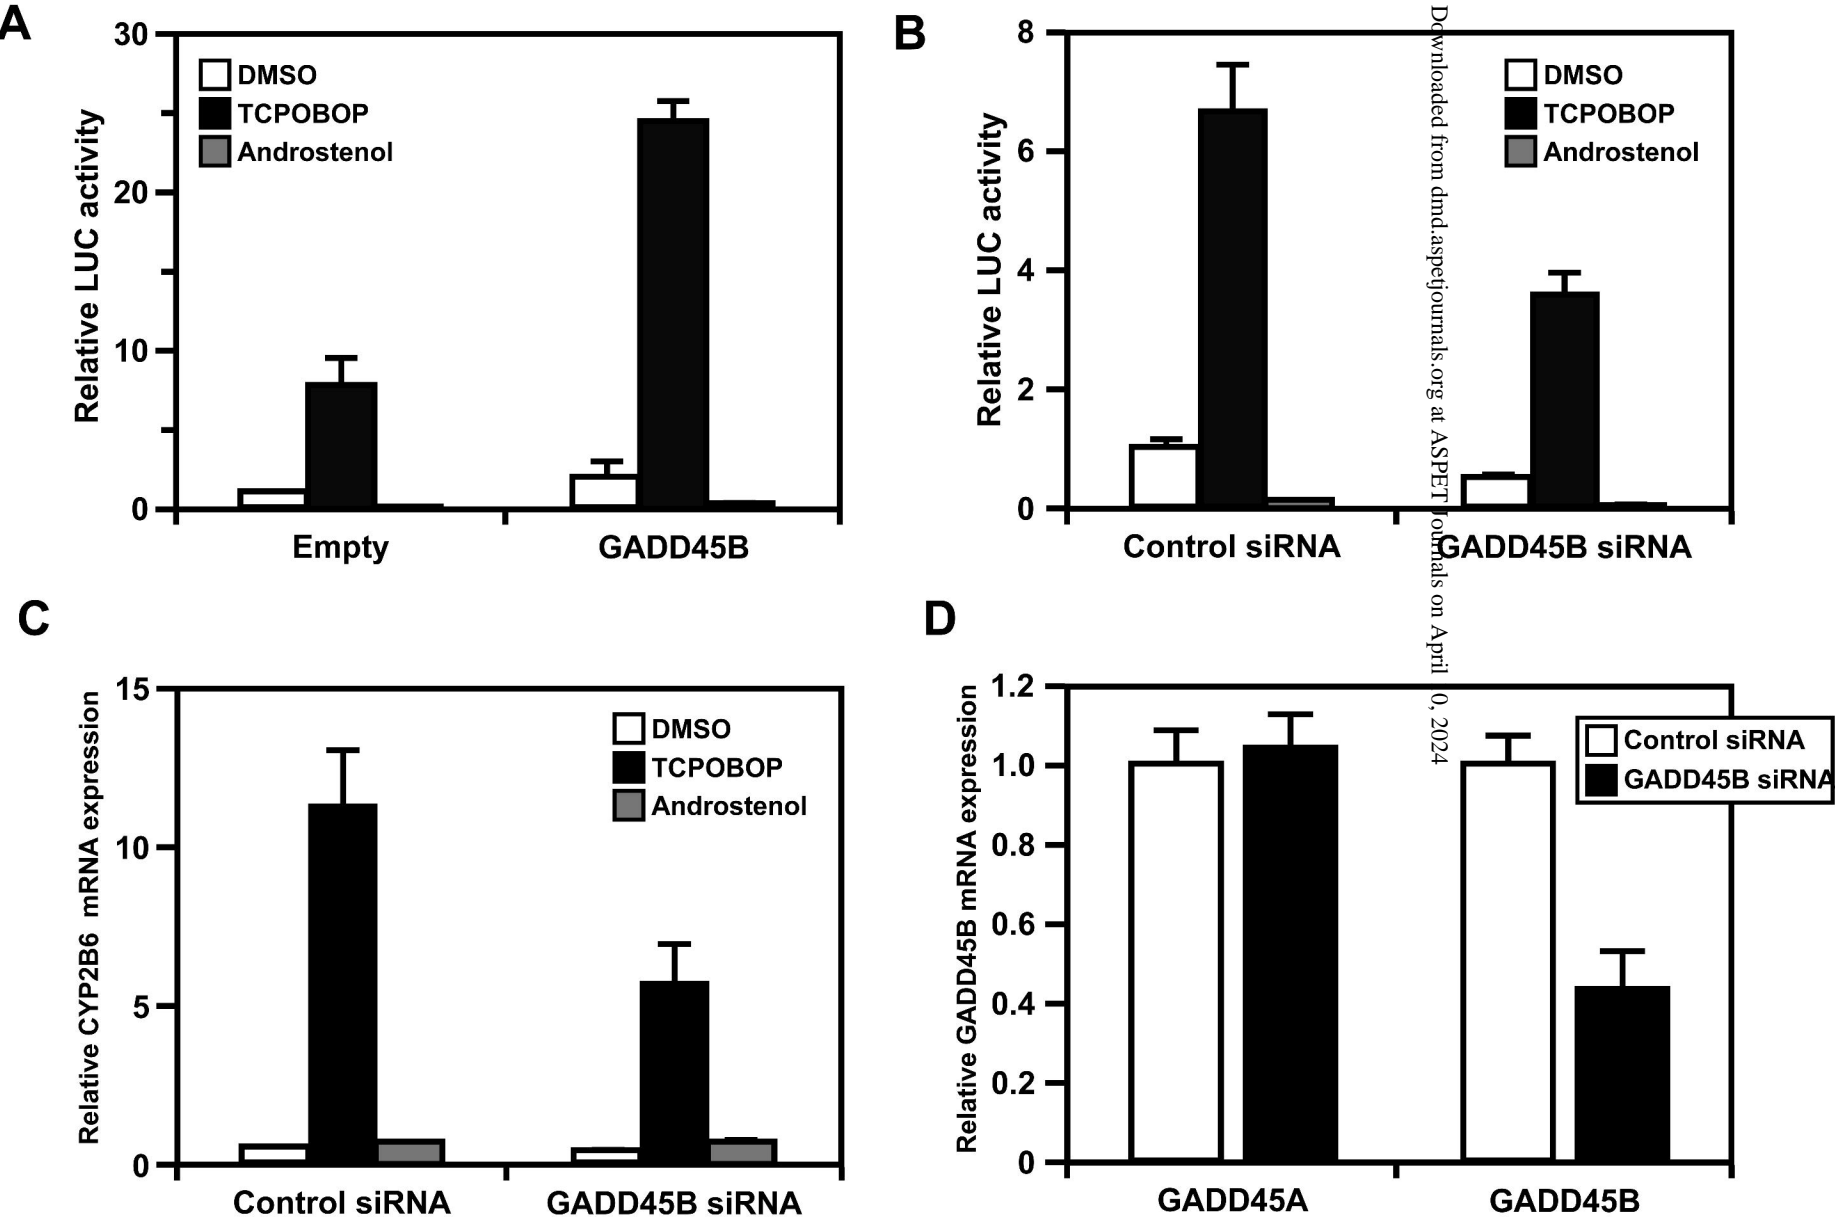 A
Relative LUC activity
30
20
10
0
DMSO
TCPOBOP
Androstenol
Empty
GADD45B
B
Relative LUC activity
8
6
4
2
0
DMSO
TCPOBOP
Androstenol
Control siRNA
GADD45B siRNA
C
Relative CYP2B6 mRNA expression
15
10
5
0
DMSO
TCPOBOP
Androstenol
Control siRNA
GADD45B siRNA
D
Relative GADD45B mRNA expression
1.2
1.0
0.8
0.6
0.4
0.2
0
Control siRNA
GADD45B siRNA
GADD45A
GADD45B
Downloaded from dmd.aspetjournals.org at ASPET Journals on April 0, 2024